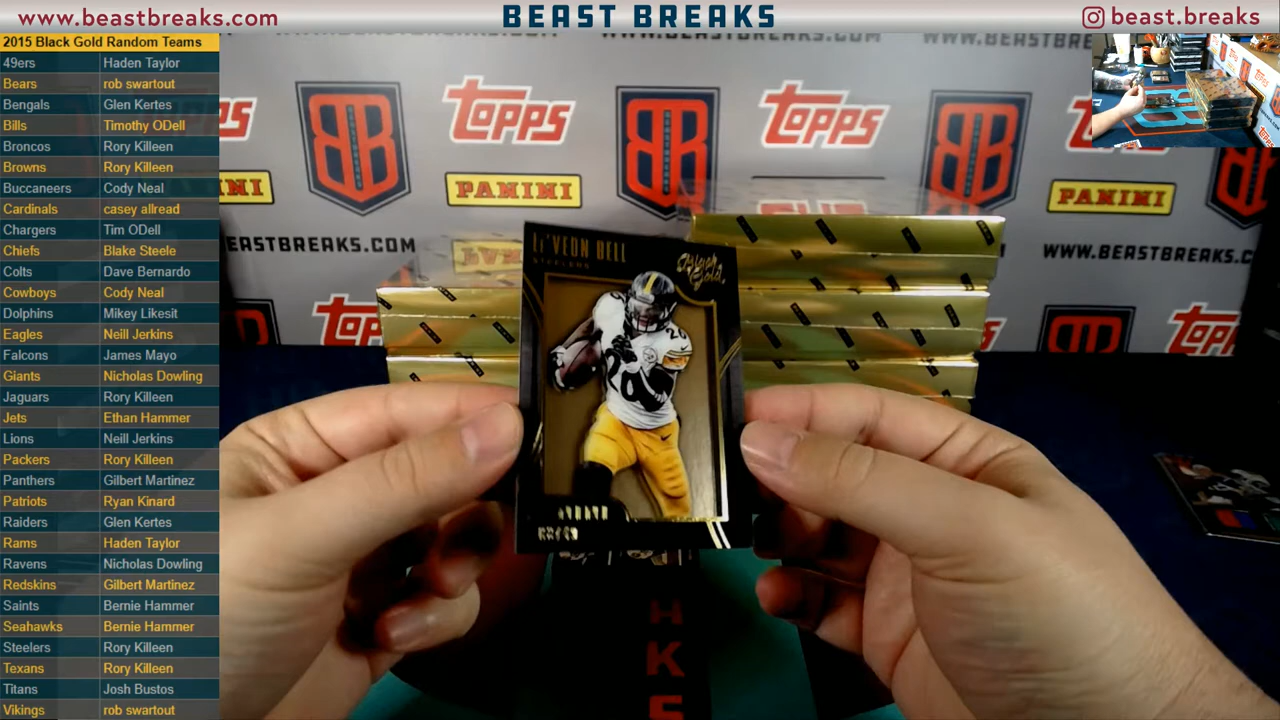 www.beastbreaks.com
BEAST BREAKS
beast.breaks
2015 Black Gold Random Teams
49ers Haden Taylor
Bears rob swartout
Bengals Glen Kertes
Bills Timothy ODell
Broncos Rory Killeen
Browns Rory Killeen
Buccaneers Cody Neal
Cardinals casey allread
Chargers Tim ODell
Chiefs Blake Steele
Colts Dave Bernardo
Cowboys Cody Neal
Dolphins Mikey Likesit
Eagles Neill Jerkins
Falcons James Mayo
Giants Nicholas Dowling
Jaguars Rory Killeen
Jets Ethan Hammer
Lions Neill Jerkins
Packers Rory Killeen
Panthers Gilbert Martinez
Patriots Ryan Kinard
Raiders Glen Kertes
Rams Haden Taylor
Ravens Nicholas Dowling
Redskins Gilbert Martinez
Saints Bernie Hammer
Seahawks Bernie Hammer
Steelers Rory Killeen
Texans Rory Killeen
Titans Josh Bustos
Vikings rob swartout
TOPPS
TOPPS
PANINI
PANINI
BEASTBREAKS.COM
WWW.BEASTBREAKS.COM
LE'VEON BELL
STEELERS
Black Gold
26